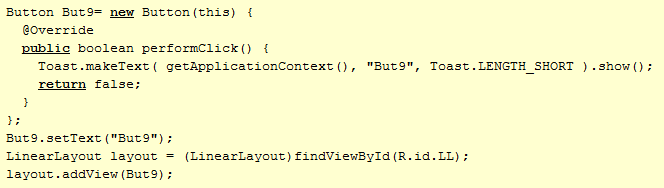 Button But9= new Button(this) {
@Override
public boolean performClick() {
Toast.makeText( getApplicationContext(), "But9", Toast.LENGTH_SHORT ).show();
return false;
}
};
But9.setText("But9");
LinearLayout layout = (LinearLayout)findViewById(R.id.LL);
layout.addView(But9);